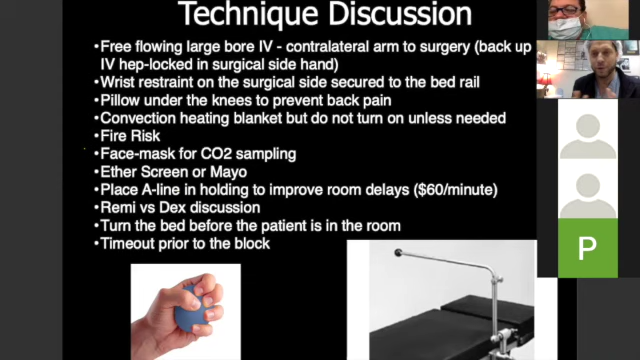 Technique Discussion
• Free flowing large bore IV - contralateral arm to surgery (back up
IV hep-locked in surgical side hand)
• Wrist restraint on the surgical side secured to the bed rail
• Pillow under the knees to prevent back pain
• Convection heating blanket but do not turn on unless needed
• Fire Risk
• Face-mask for CO2 sampling
• Ether Screen or Mayo
• Place A-line in holding to improve room delays ($60/minute)
• Remi vs Dex discussion
• Turn the bed before the patient is in the room
• Timeout prior to the block
P